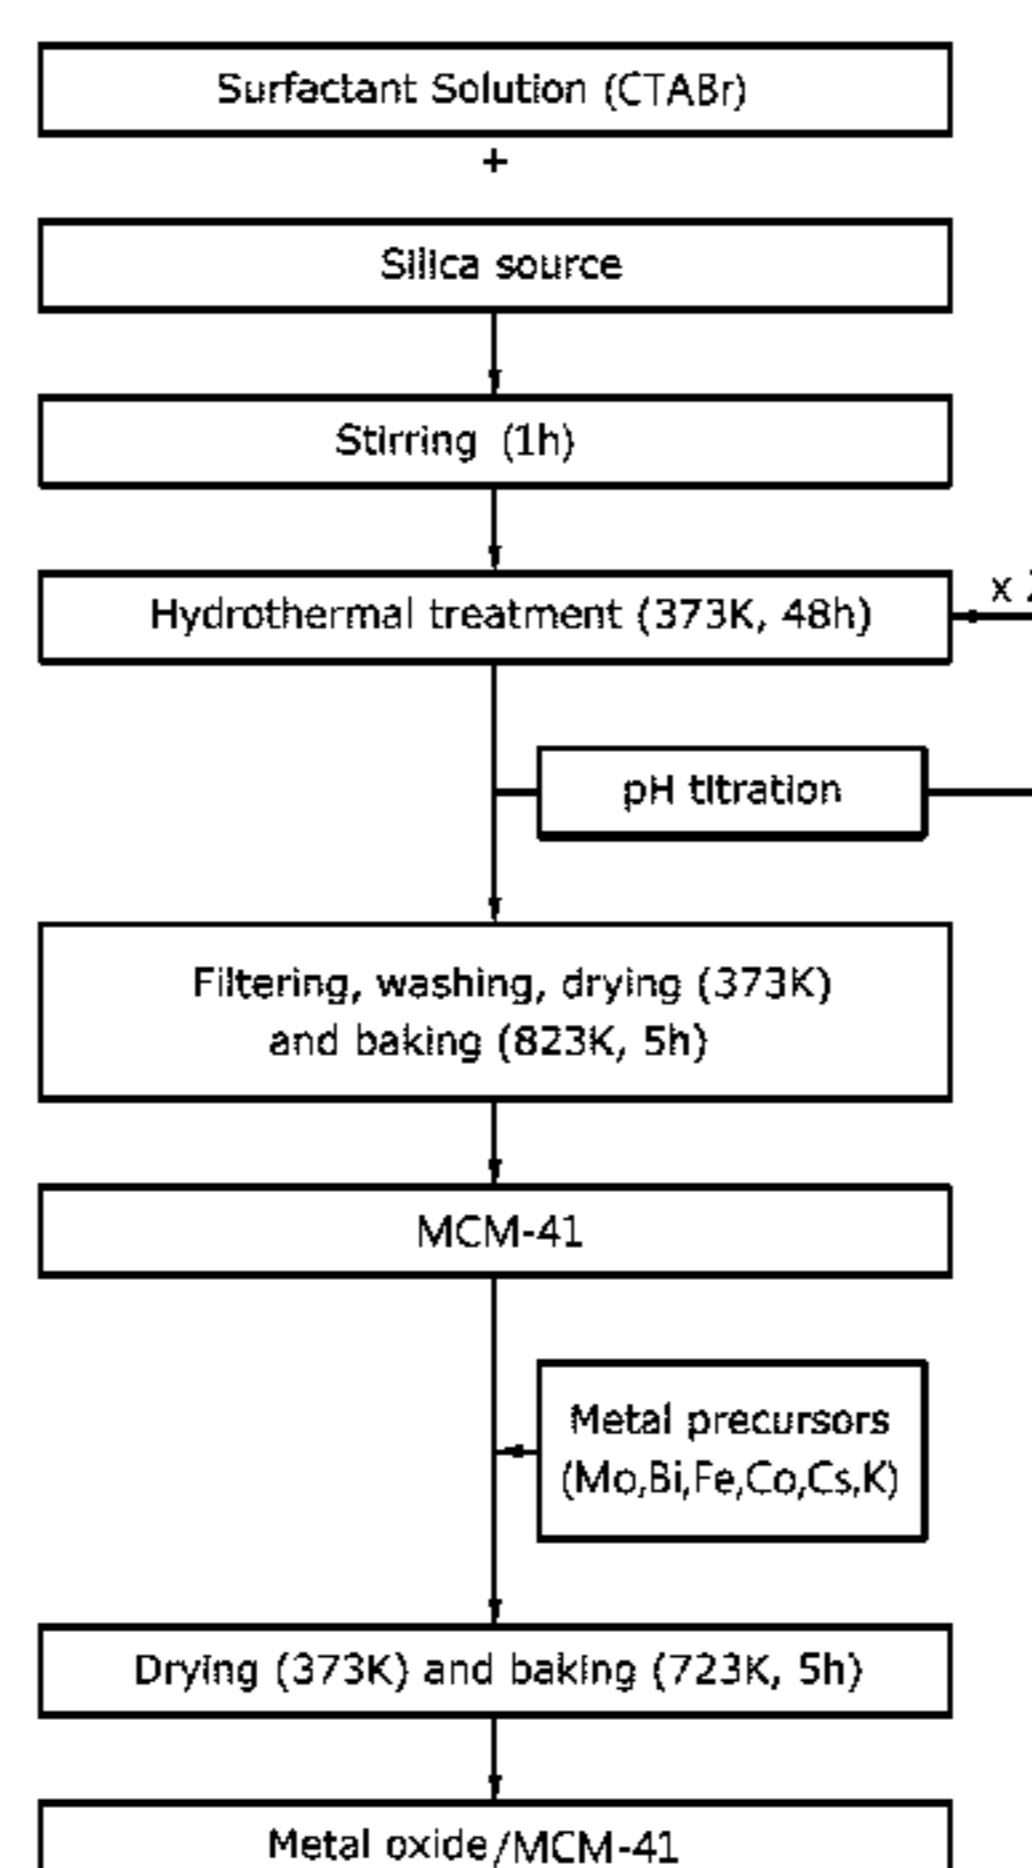 Surfactant Solution (CTABr)
+
Silica source
Stirring (1h)
Hydrothermal treatment (373K, 48h)
x 2
pH titration
Filtering, washing, drying (373K)
and baking (823K, 5h)
MCM-41
Metal precursors
(Mo,Bi,Fe,Co,Cs,K)
Drying (373K) and baking (723K, 5h)
Metal oxide/MCM-41